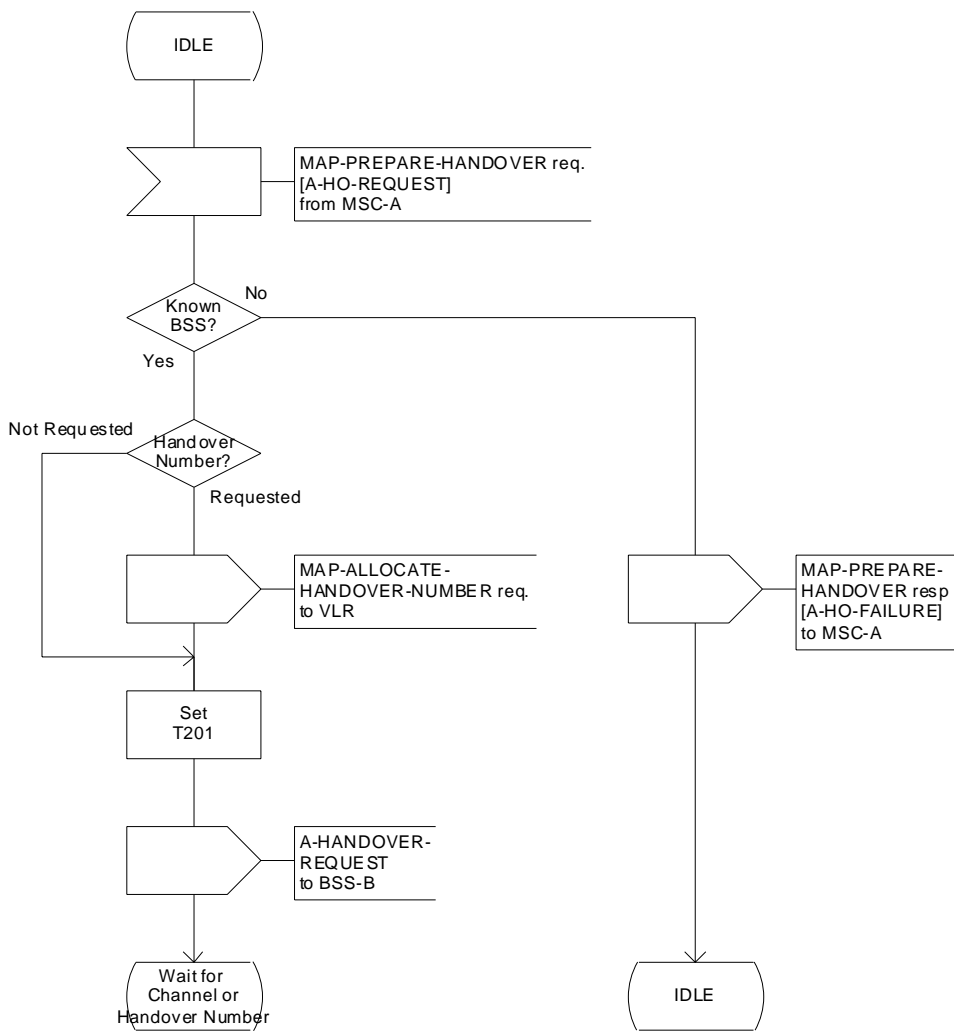 IDLE
MAP-PREPARE-HANDOVER req.
[A-HO-REQUEST]
from MSC-A
Known
BSS?
No
Yes
Not Requested
Handover
Number?
Requested
MAP-ALLOCATE-
HANDOVER-NUMBER req.
to VLR
MAP-PREPARE-
HANDOVER resp
[A-HO-FAILURE]
to MSC-A
Set
T201
A-HANDOVER-
REQUEST
to BSS-B
Wait for
Channel or
Handover Number
IDLE